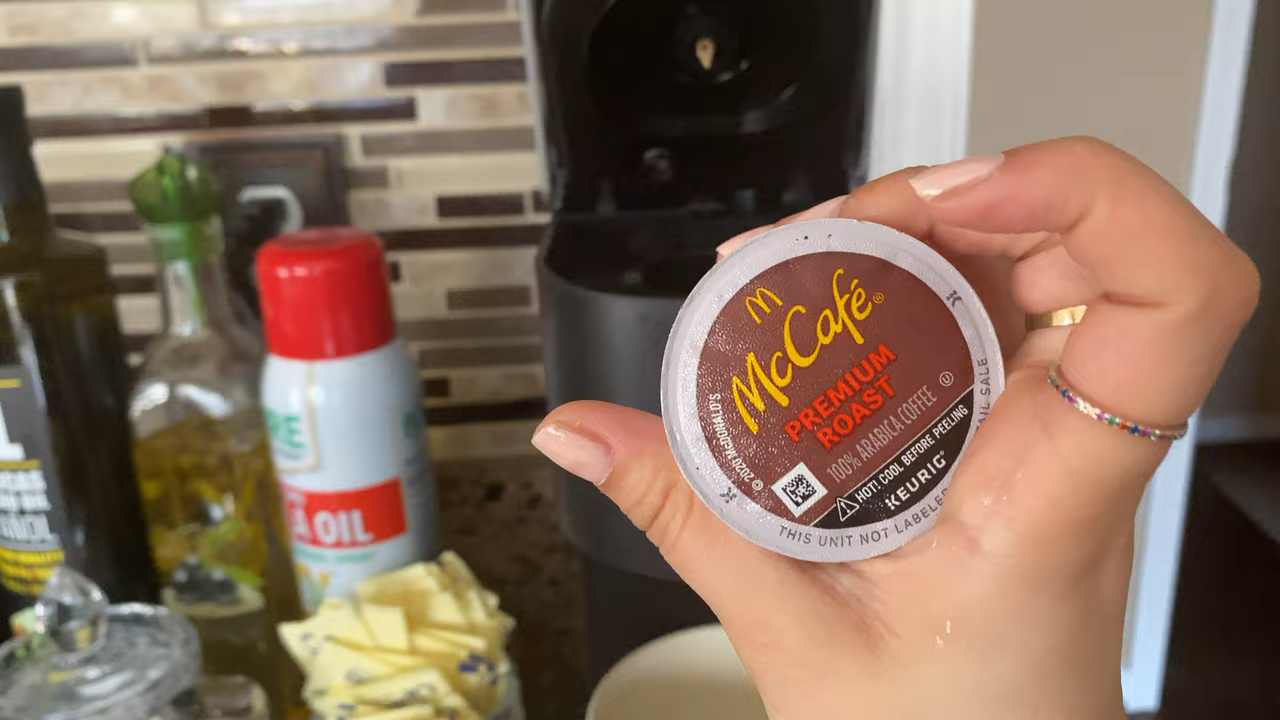 McCafé®
PREMIUM
ROAST
100% ARABICA COFFEE
© 2020 McDONALD'S
HOT! COOL BEFORE PEELING
KEURIG®
THIS UNIT NOT LABELED
SALE
OIL